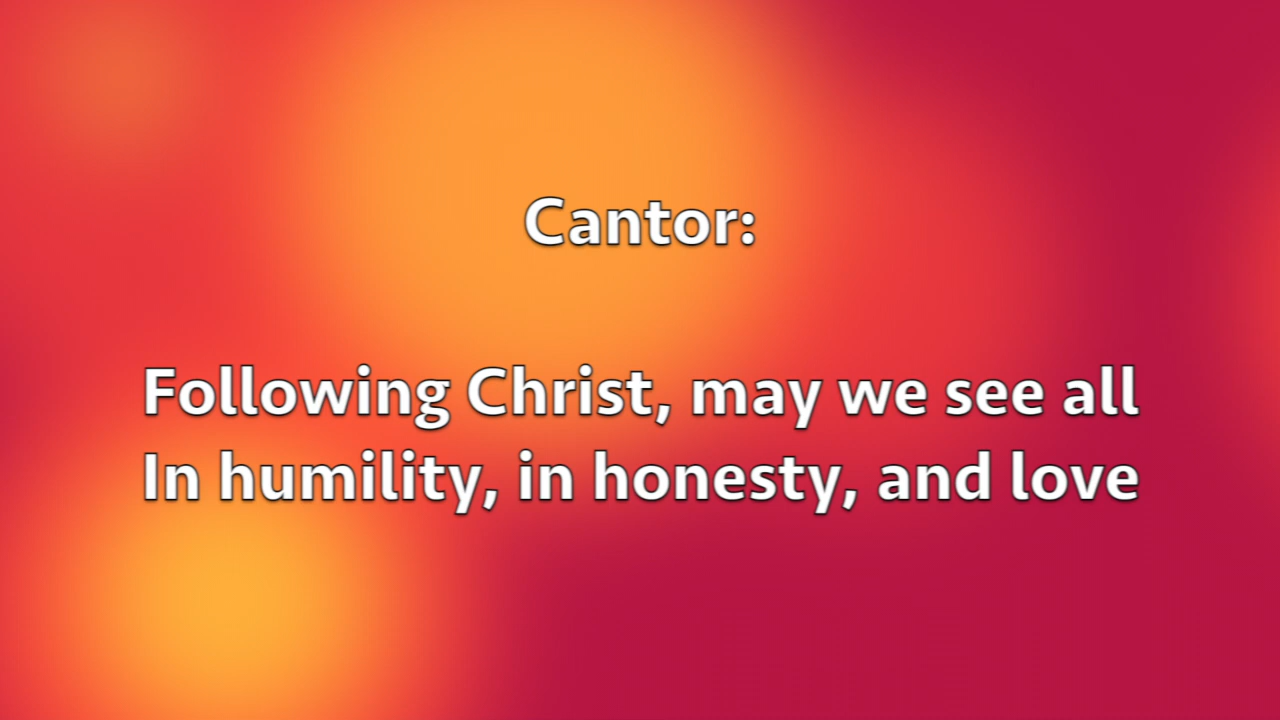 Cantor:
Following Christ, may we see all
In humility, in honesty, and love